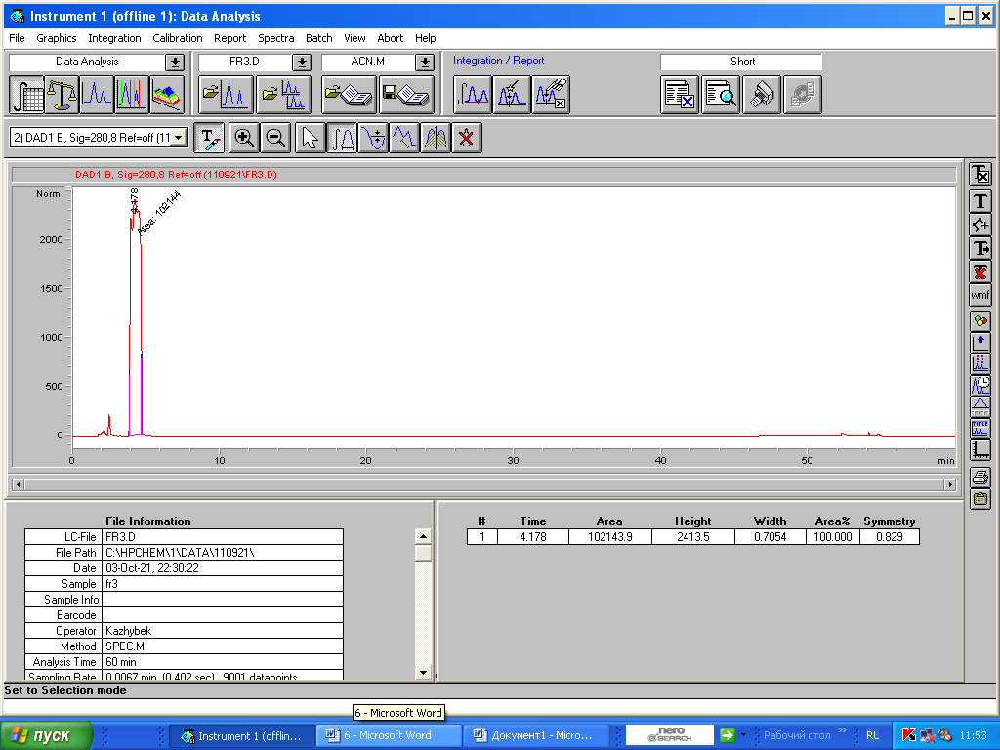 Instrument 1 (offline 1): Data Analysis
File Graphics Integration Calibration Report Spectra Batch View Abort Help
Data Analysis FR3.D ACN.M Integration / Report Short
2) DAD1 B, Sig=280,8 Ref=off (11
T
DAD1 B, Sig=280,8 Ref=off (110921\FR3.D)
Norm.
4.178
Area: 102144
2000
1500
1000
500
0
0 10 20 30 40 50 min
T
T
wmf
TITLE
File Information
LC-File FR3.D
File Path C:\HPCHEM\1\DATA\110921\
Date 03-Oct-21, 22:30:22
Sample fr3
Sample Info
Barcode
Operator Kazhybek
Method SPEC.M
Analysis Time 60 min
Sampling Rate 0.0067 min (0.402 sec), 9001 datapoints
# Time Area Height Width Area% Symmetry
1 4.178 102143.9 2413.5 0.7054 100.000 0.829
Set to Selection mode
6 - Microsoft Word
пуск Instrument 1 (offlin... 6 - Microsoft Word Документ1 - Micro... nero SEARCH Рабочий стол » RL 11:53